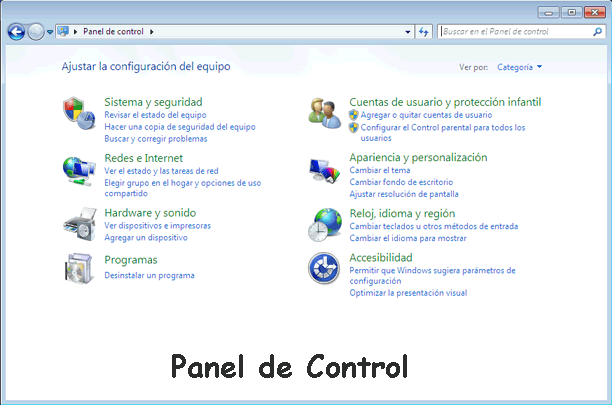 Panel de control
Buscar en el Panel de control
Ajustar la configuración del equipo
Ver por: Categoría
Sistema y seguridad
Revisar el estado del equipo
Hacer una copia de seguridad del equipo
Buscar y corregir problemas
Redes e Internet
Ver el estado y las tareas de red
Elegir grupo en el hogar y opciones de uso
compartido
Hardware y sonido
Ver dispositivos e impresoras
Agregar un dispositivo
Programas
Desinstalar un programa
Cuentas de usuario y protección infantil
Agregar o quitar cuentas de usuario
Configurar el Control parental para todos los
usuarios
Apariencia y personalización
Cambiar el tema
Cambiar fondo de escritorio
Ajustar resolución de pantalla
Reloj, idioma y región
Cambiar teclados u otros métodos de entrada
Cambiar el idioma para mostrar
Accesibilidad
Permitir que Windows sugiera parámetros de
configuración
Optimizar la presentación visual
Panel de Control